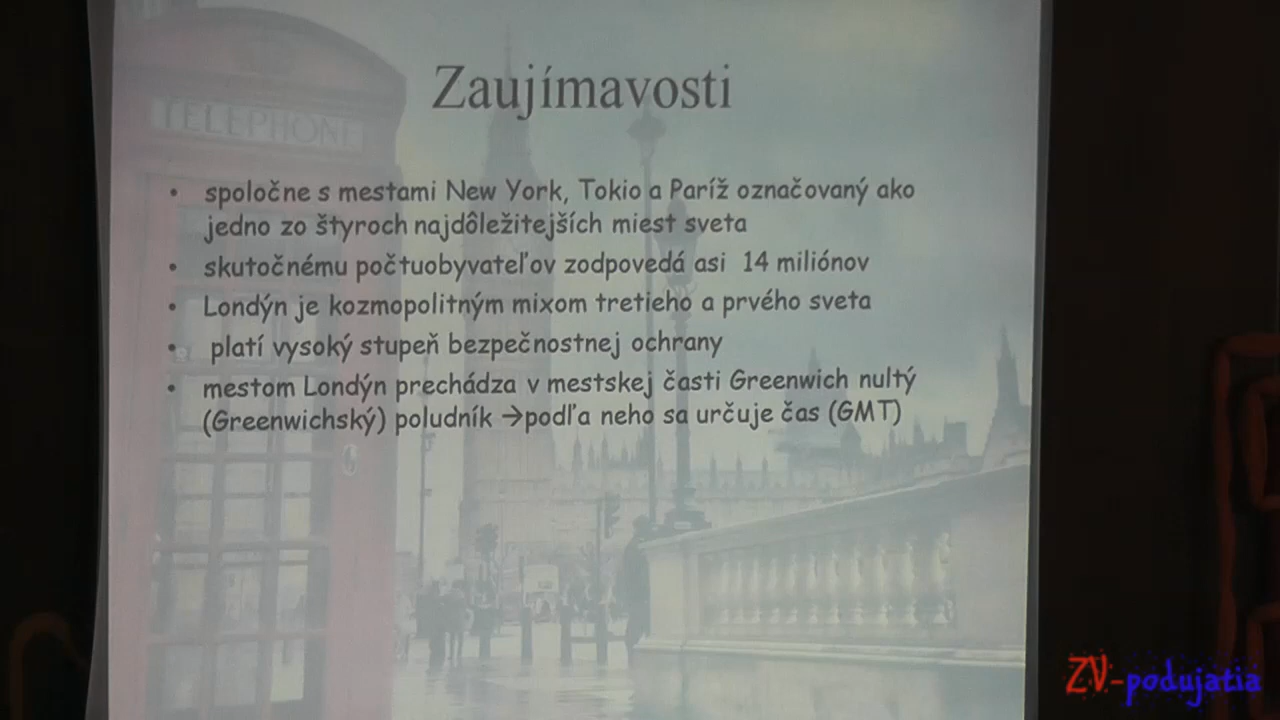 TELEPHONE
Zaujímavosti
• spoločne s mestami New York, Tokio a Paríž označovaný ako
jedno zo štyroch najdôležitejších miest sveta
• skutočnému počtuobyvateľov zodpovedá asi 14 miliónov
• Londýn je kozmopolitným mixom tretieho a prvého sveta
• platí vysoký stupeň bezpečnostnej ochrany
• mestom Londýn prechádza v mestskej časti Greenwich nultý
(Greenwichský) poludník →podľa neho sa určuje čas (GMT)
ZV-podujatia